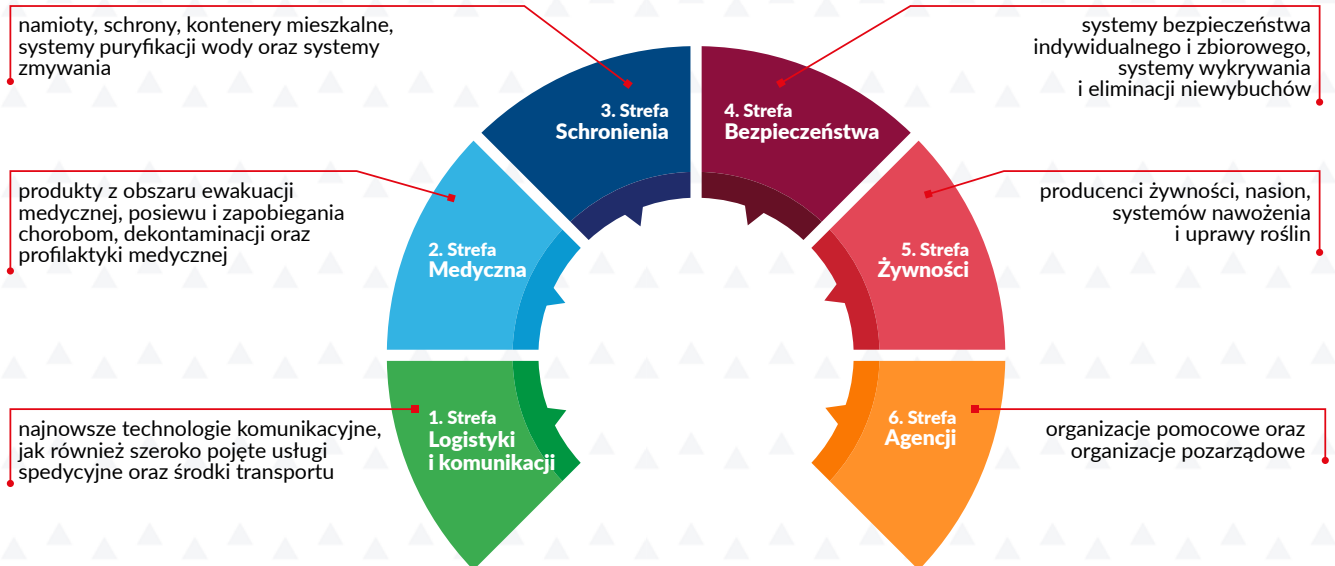 namioty, schrony, kontenery mieszkalne,
systemy puryfikacji wody oraz systemy
zmywania
systemy bezpieczeństwa
indywidualnego i zbiorowego,
systemy wykrywania
i eliminacji niewybuchów
3. Strefa
Schronienia
4. Strefa
Bezpieczeństwa
produkty z obszaru ewakuacji
medycznej, posiewu i zapobiegania
chorobom, dekontaminacji oraz
profilaktyki medycznej
2. Strefa
Medyczna
5. Strefa
Żywności
producenci żywności, nasion,
systemów nawożenia
i uprawy roślin
najnowsze technologie komunikacyjne,
jak również szeroko pojęte usługi
spedycyjne oraz środki transportu
1. Strefa
Logistyki
i komunikacji
6. Strefa
Agencji
organizacje pomocowe oraz
organizacje pozarządowe